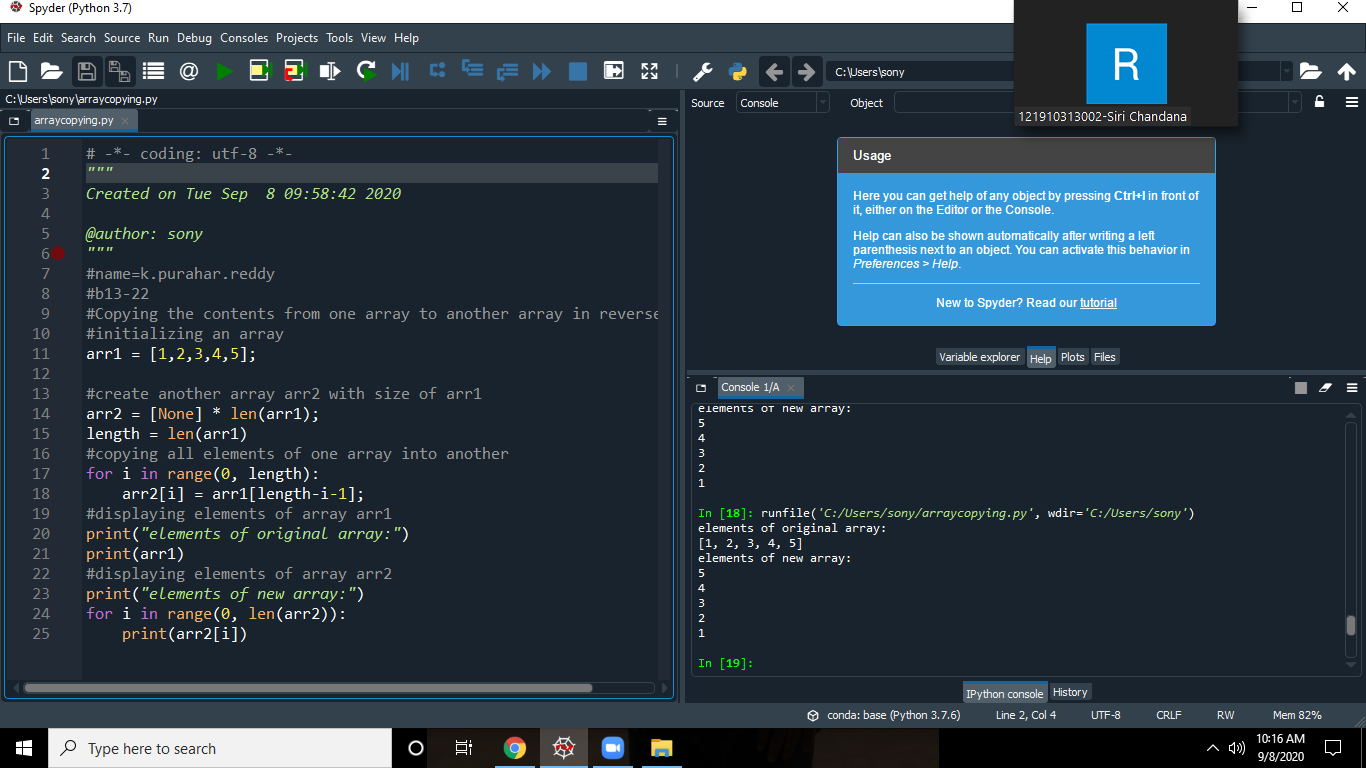 Spyder (Python 3.7)
File Edit Search Source Run Debug Consoles Projects Tools View Help
C:\Users\sony
R
121910313002-Siri Chandana
C:\Users\sony\arraycopying.py
arraycopying.py
1 # -*- coding: utf-8 -*-
2 """
3 Created on Tue Sep  8 09:58:42 2020
4
5 @author: sony
6 """
7 #name=k.purahar.reddy
8 #b13-22
9 #Copying the contents from one array to another array in reverse
10 #initializing an array
11 arr1 = [1,2,3,4,5];
12
13 #create another array arr2 with size of arr1
14 arr2 = [None] * len(arr1);
15 length = len(arr1)
16 #copying all elements of one array into another
17 for i in range(0, length):
18     arr2[i] = arr1[length-i-1];
19 #displaying elements of array arr1
20 print("elements of original array:")
21 print(arr1)
22 #displaying elements of array arr2
23 print("elements of new array:")
24 for i in range(0, len(arr2)):
25     print(arr2[i])
Source Console Object
Usage
Here you can get help of any object by pressing Ctrl+I in front of
it, either on the Editor or the Console.
Help can also be shown automatically after writing a left
parenthesis next to an object. You can activate this behavior in
Preferences > Help.
New to Spyder? Read our tutorial
Variable explorer Help Plots Files
Console 1/A
elements of new array:
5
4
3
2
1
In [18]: runfile('C:/Users/sony/arraycopying.py', wdir='C:/Users/sony')
elements of original array:
[1, 2, 3, 4, 5]
elements of new array:
5
4
3
2
1
In [19]:
IPython console History
conda: base (Python 3.7.6) Line 2, Col 4 UTF-8 CRLF RW Mem 82%
Type here to search
10:16 AM
9/8/2020